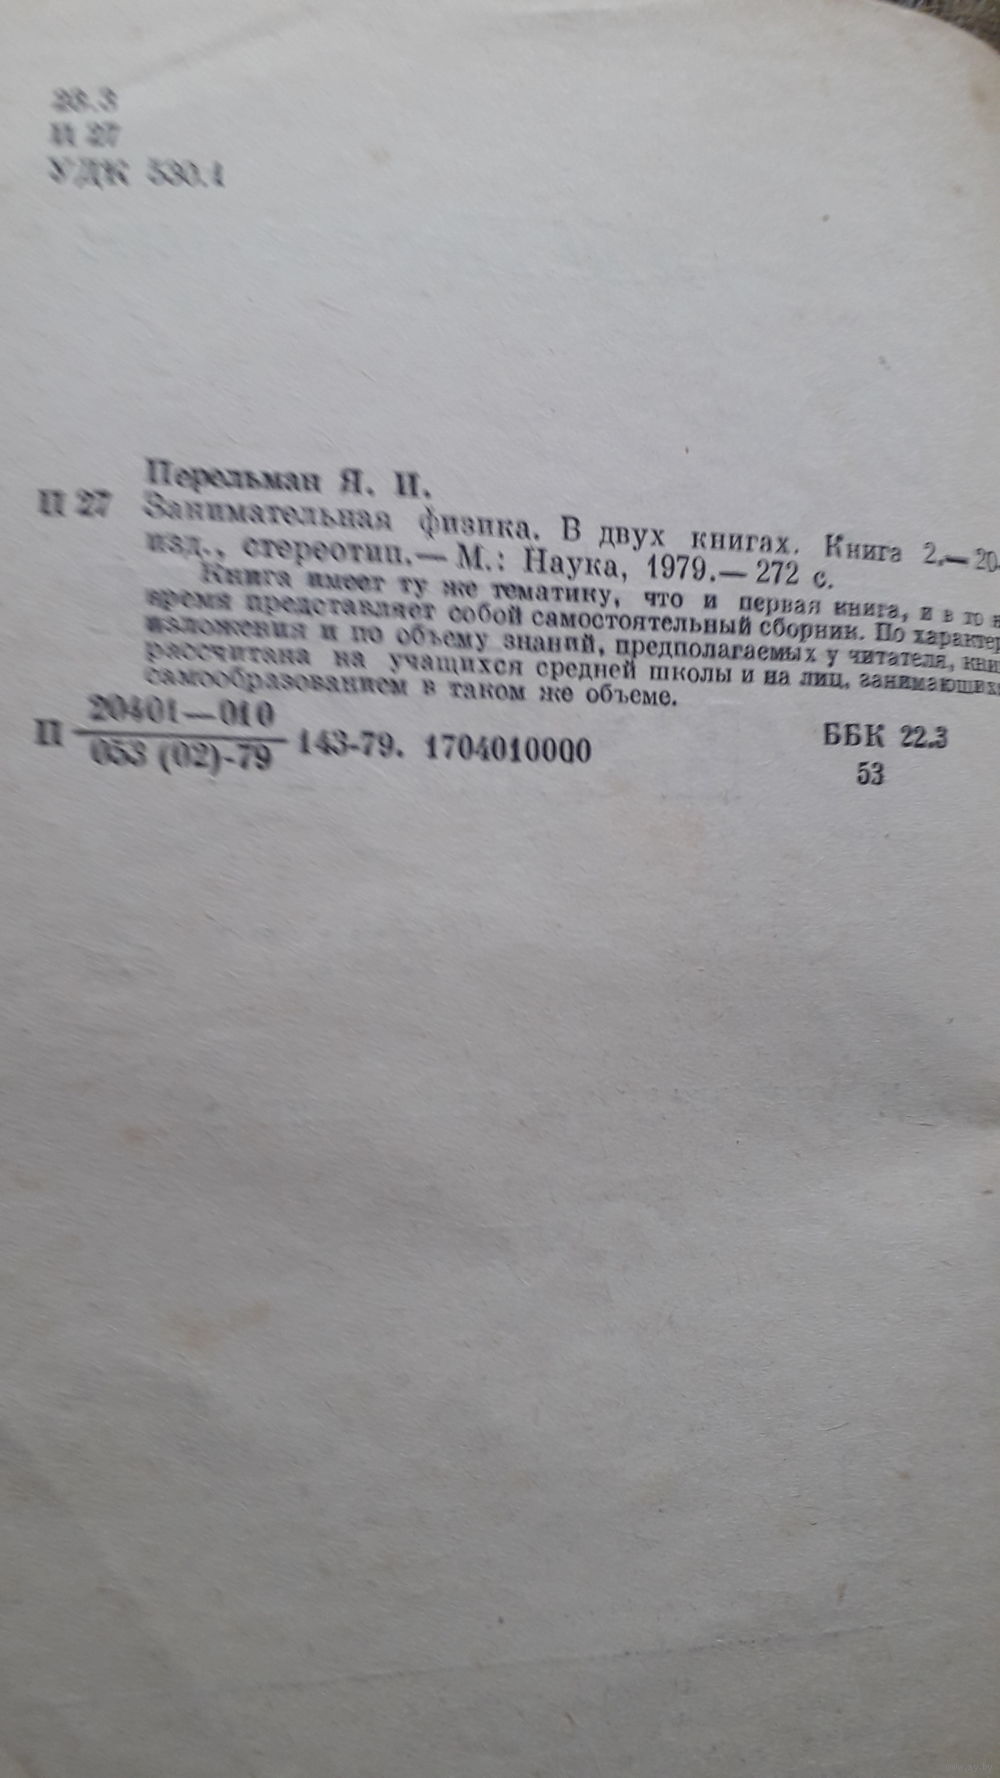 22.3
П 27
УДК 530.1
Перельман Я. И.
П 27 Занимательная физика. В двух книгах. Книга 2.— 20-
изд., стереотип.— М.: Наука, 1979.— 272 с.
Книга имеет ту же тематику, что и первая книга, и в то
время представляет собой самостоятельный сборник. По
изложения и по объему знаний, предполагаемых у читателя,
рассчитана на учащихся средней школы и на лиц,
самообразованием в таком же объеме.
П 20401—010
053 (02)-79 143-79. 1704010000
ББК 22.3
53